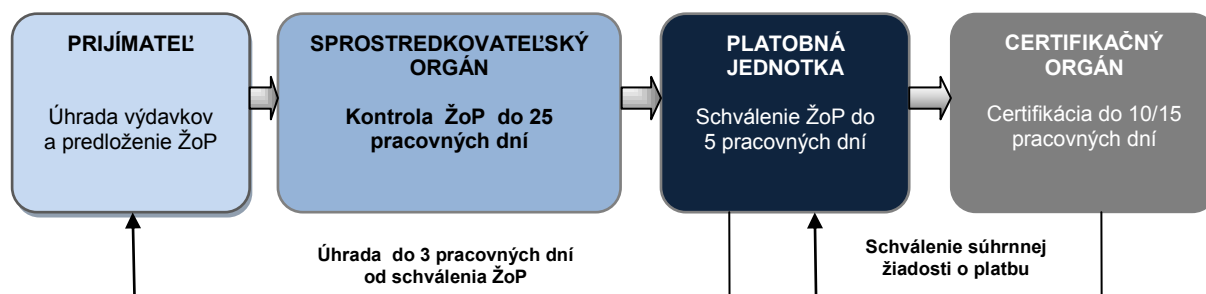 PRIJÍMATEĽ
Úhrada výdavkov
a predloženie ŽoP
SPROSTREDKOVATEĽSKÝ
ORGÁN
Kontrola ŽoP do 25
pracovných dní
PLATOBNÁ
JEDNOTKA
Schválenie ŽoP do
5 pracovných dní
CERTIFIKAČNÝ
ORGÁN
Certifikácia do 10/15
pracovných dní
Úhrada do 3 pracovných dní
od schválenia ŽoP
Schválenie súhrnnej
žiadosti o platbu